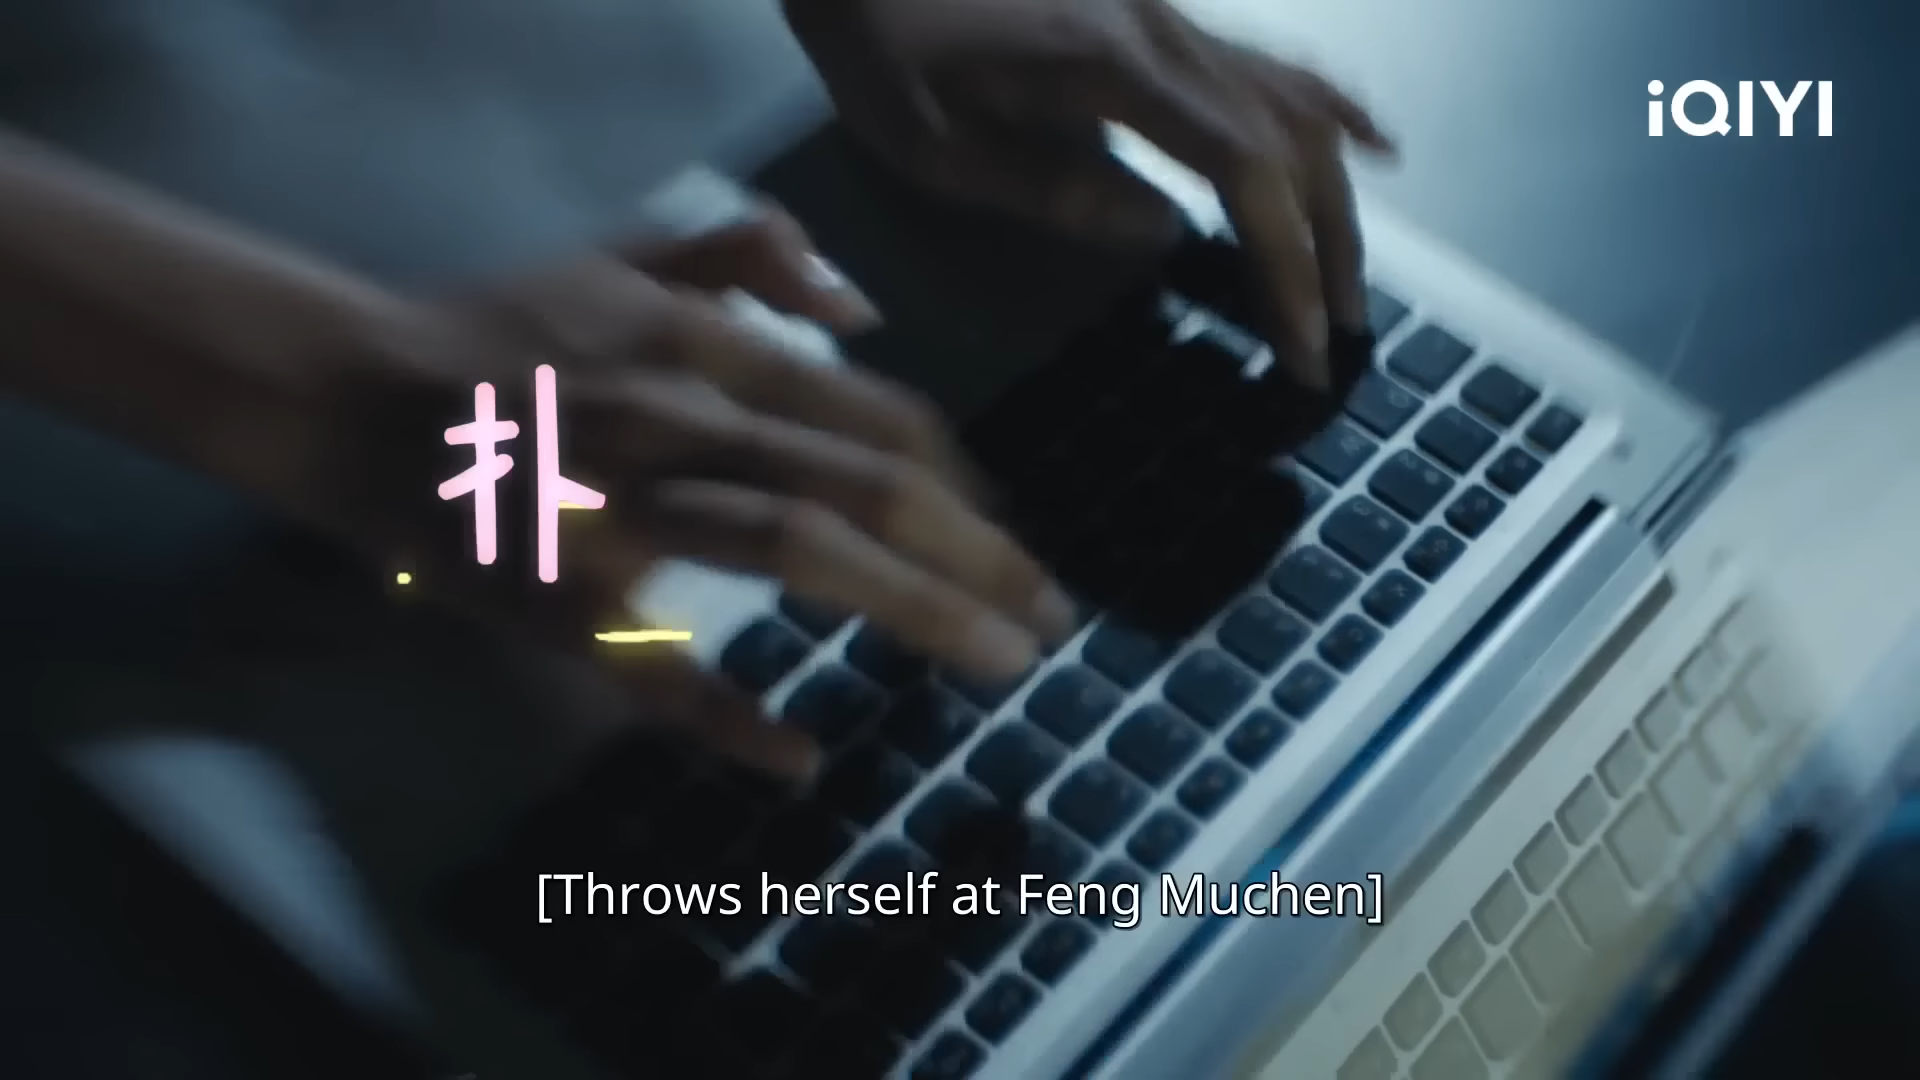 iQIYI
扑
[Throws herself at Feng Muchen]